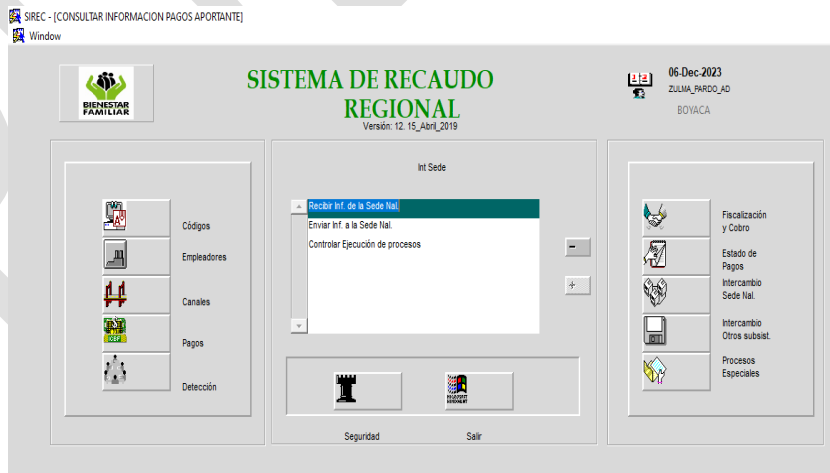 SIREC - [CONSULTAR INFORMACION PAGOS APORTANTE]
Window
BIENESTAR
FAMILIAR
SISTEMA DE RECAUDO
REGIONAL
Versión: 12. 15_Abril_2019
06-Dec-2023
ZULMA_PARDO_AD
BOYACA
Int Sede
Recibir Inf. de la Sede Nal.
Enviar Inf. a la Sede Nal.
Controlar Ejecución de procesos
-
+
Códigos
Empleadores
Canales
Pagos
Detección
Fiscalización
y Cobro
Estado de
Pagos
Intercambio
Sede Nal.
Intercambio
Otros subsist.
Procesos
Especiales
ICBF
Seguridad
Salir